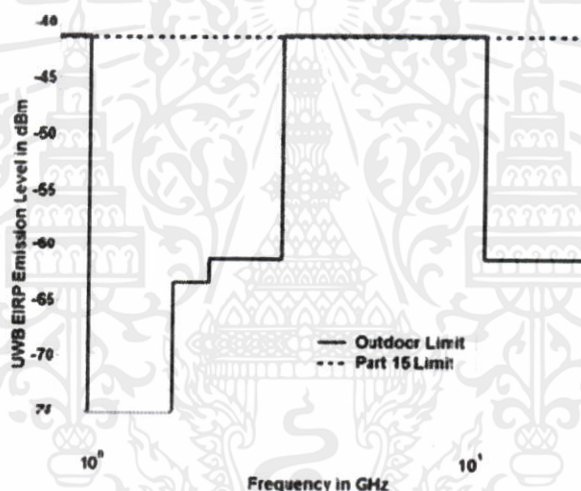 -40
-45
-50
-55
-60
-65
-70
-75
UWB EIRP Emission Level in dBm
Outdoor Limit
Part 15 Limit
10⁰
10¹
Frequency in GHz